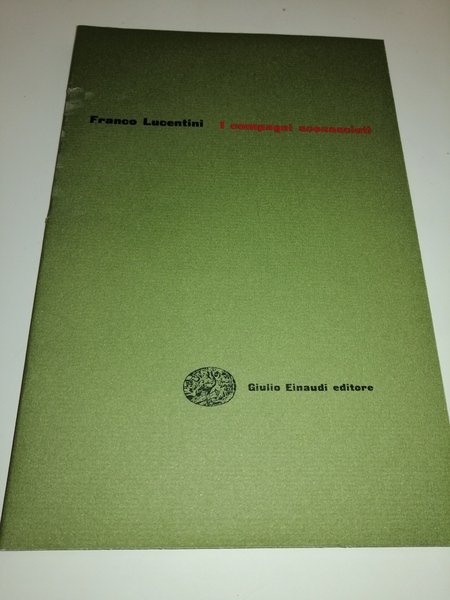 Franco Lucentini I compagni sconosciuti
Giulio Einaudi editore